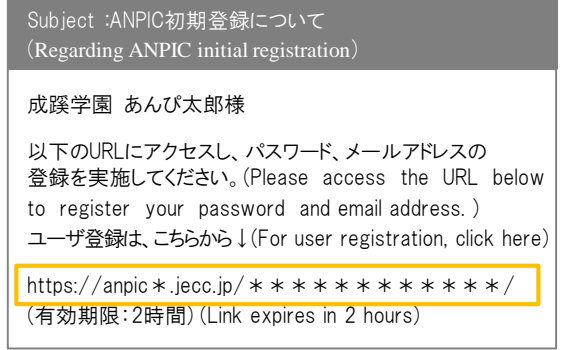 Subject :ANPIC初期登録について
(Regarding ANPIC initial registration)
成蹊学園 あんぴ太郎様
以下のURLにアクセスし、パスワード、メールアドレスの
登録を実施してください。(Please access the URL below
to register your password and email address. )
ユーザ登録は、こちらから↓(For user registration, click here)
https://anpic＊.jecc.jp/＊＊＊＊＊＊＊＊＊＊＊＊/
(有効期限：2時間) (Link expires in 2 hours)